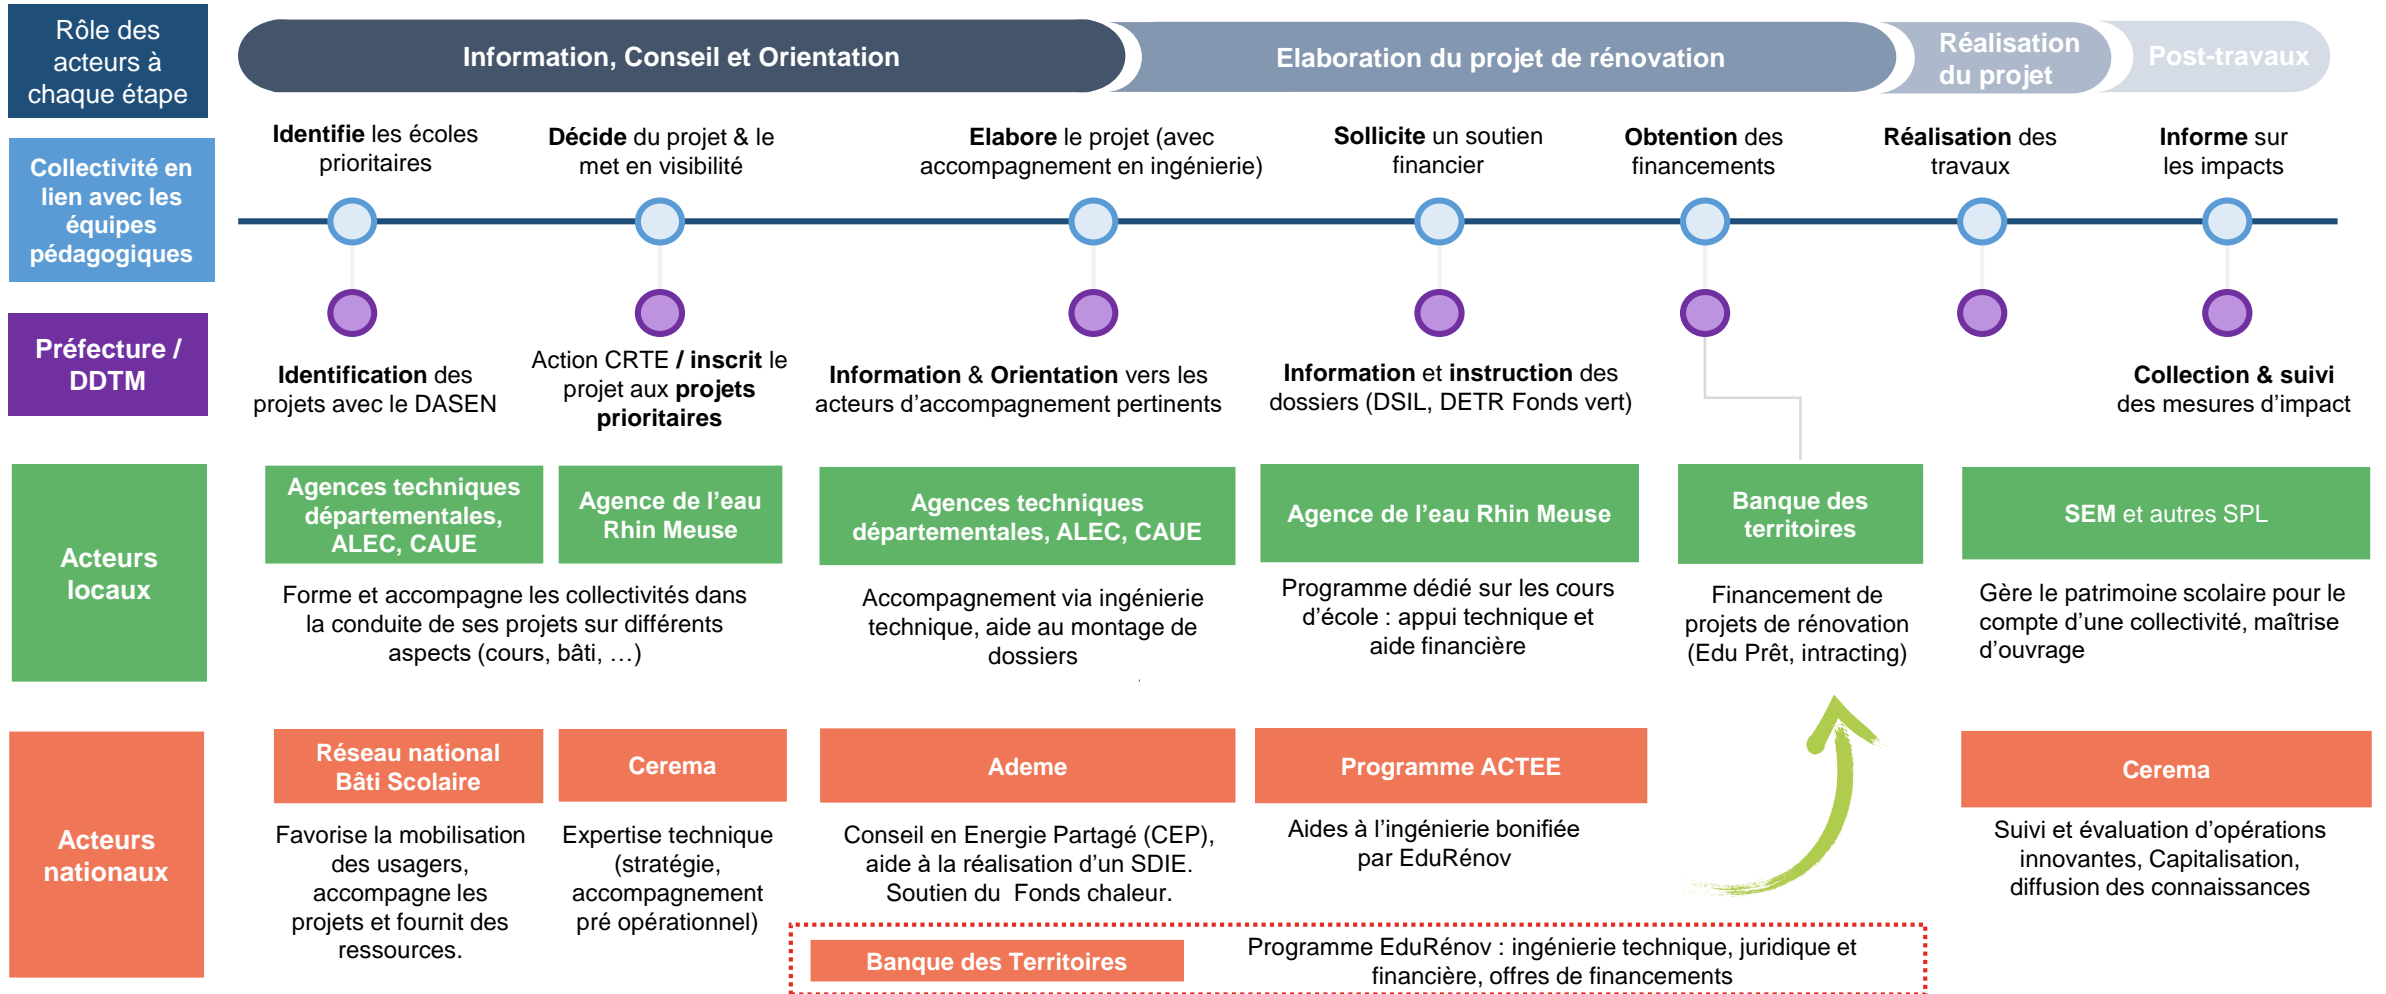 Rôle des
acteurs à
chaque étape
Information, Conseil et Orientation
Elaboration du projet de rénovation
Réalisation
du projet
Post-travaux
Collectivité en
lien avec les
équipes
pédagogiques
Identifie les écoles
prioritaires
Décide du projet & le
met en visibilité
Elabore le projet (avec
accompagnement en ingénierie)
Sollicite un soutien
financier
Obtention des
financements
Réalisation des
travaux
Informe sur
les impacts
Préfecture /
DDTM
Identification des
projets avec le DASEN
Action CRTE / inscrit le
projet aux projets
prioritaires
Information & Orientation vers les
acteurs d'accompagnement pertinents
Information et instruction des
dossiers (DSIL, DETR Fonds vert)
Collection & suivi
des mesures d'impact
Acteurs
locaux
Agences techniques
départementales,
ALEC, CAUE
Agence de l'eau
Rhin Meuse
Forme et accompagne les collectivités dans
la conduite de ses projets sur différents
aspects (cours, bâti, …)
Agences techniques
départementales, ALEC, CAUE
Accompagnement via ingénierie
technique, aide au montage de
dossiers
Agence de l'eau Rhin Meuse
Programme dédié sur les cours
d'école : appui technique et
aide financière
Banque des
territoires
Financement de
projets de rénovation
(Edu Prêt, intracting)
SEM et autres SPL
Gère le patrimoine scolaire pour le
compte d'une collectivité, maîtrise
d'ouvrage
Acteurs
nationaux
Réseau national
Bâti Scolaire
Favorise la mobilisation
des usagers,
accompagne les
projets et fournit des
ressources.
Cerema
Expertise technique
(stratégie,
accompagnement
pré opérationnel)
Ademe
Conseil en Energie Partagé (CEP),
aide à la réalisation d'un SDIE.
Soutien du Fonds chaleur.
Programme ACTEE
Aides à l'ingénierie bonifiée
par EduRénov
Cerema
Suivi et évaluation d'opérations
innovantes, Capitalisation,
diffusion des connaissances
Banque des Territoires
Programme EduRénov : ingénierie technique, juridique et
financière, offres de financements